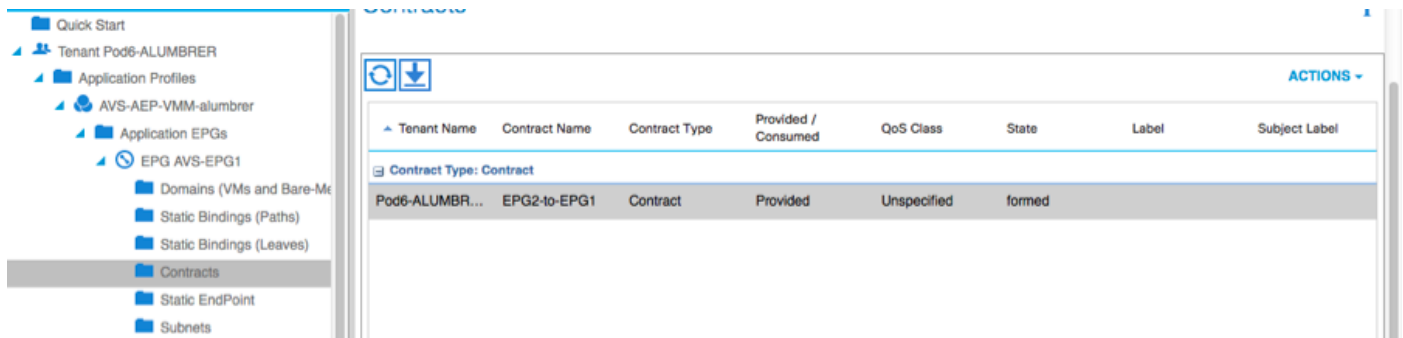 Contracts
Quick Start
Tenant Pod6-ALUMBRER
Application Profiles
AVS-AEP-VMM-alumbrer
Application EPGs
EPG AVS-EPG1
Domains (VMs and Bare-Me
Static Bindings (Paths)
Static Bindings (Leaves)
Contracts
Static EndPoint
Subnets
ACTIONS
Tenant Name Contract Name Contract Type Provided / Consumed QoS Class State Label Subject Label
Contract Type: Contract
Pod6-ALUMBR... EPG2-to-EPG1 Contract Provided Unspecified formed